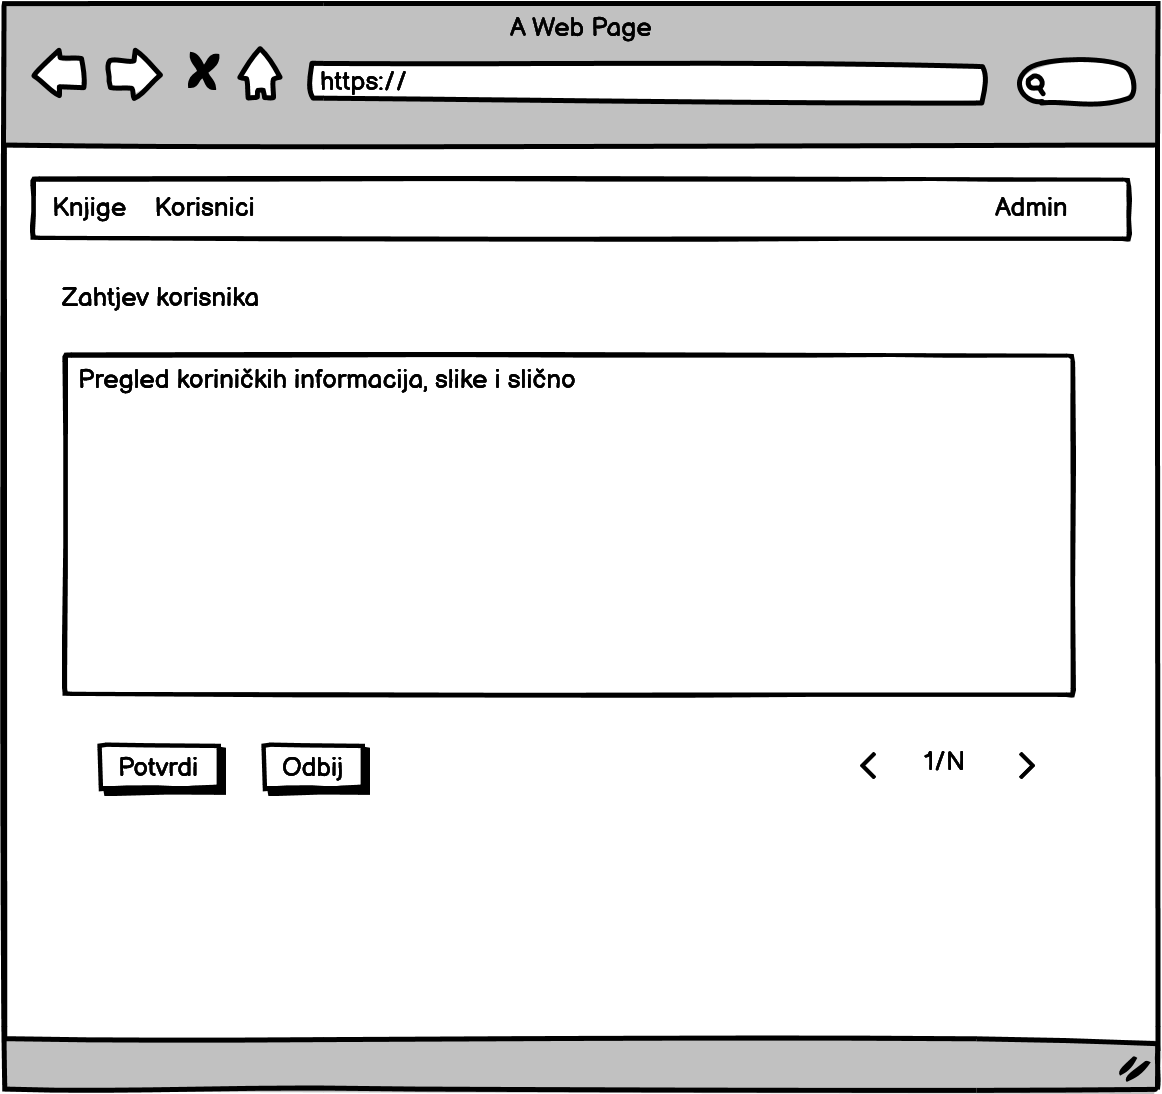 A Web Page
https://
Knjige Korisnici Admin
Zahtjev korisnika
Pregled koriničkih informacija, slike i slično
Potvrdi Odbij 1/N